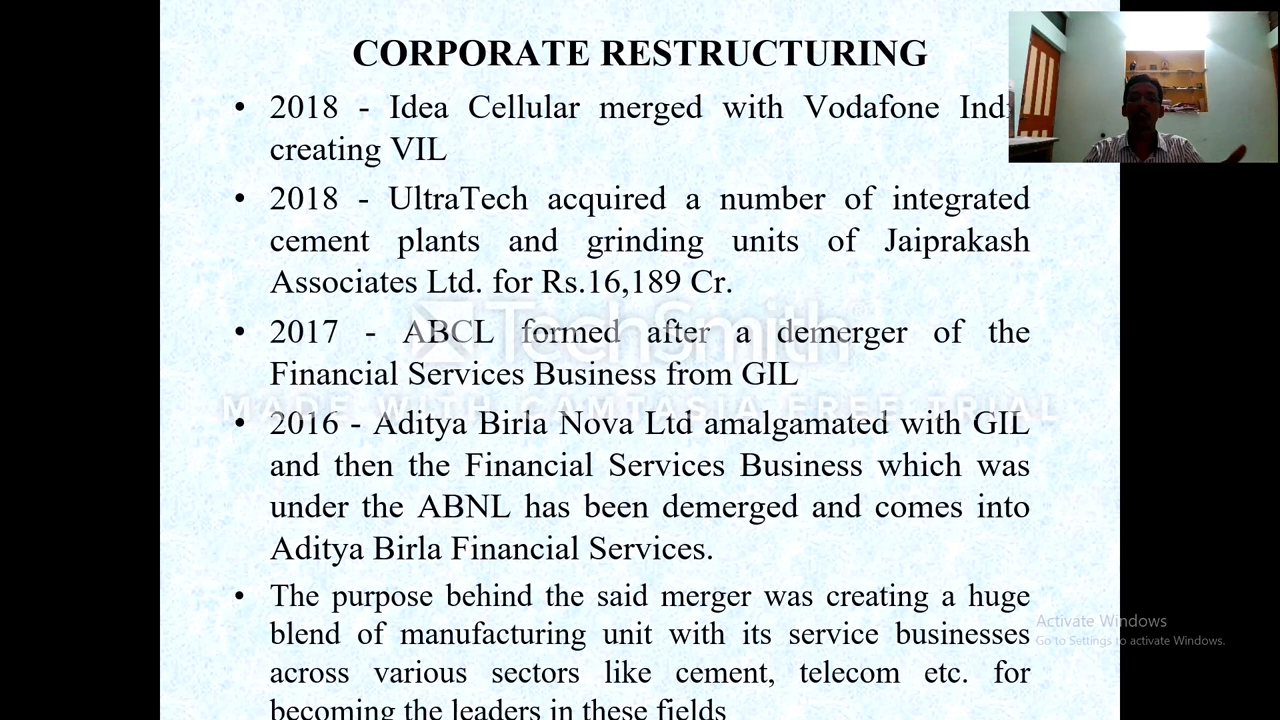 CORPORATE RESTRUCTURING
• 2018 - Idea Cellular merged with Vodafone
creating VIL
• 2018 - UltraTech acquired a number of integrated
cement plants and grinding units of Jaiprakash
Associates Ltd. for Rs.16,189 Cr.
• 2017 - ABCL formed after a demerger of the
Financial Services Business from GIL
TechSmith
MADE WITH CAMTASIA FREE TRIAL
• 2016 - Aditya Birla Nova Ltd amalgamated with GIL
and then the Financial Services Business which was
under the ABNL has been demerged and comes into
Aditya Birla Financial Services.
• The purpose behind the said merger was creating a huge
blend of manufacturing unit with its service businesses
across various sectors like cement, telecom etc. for
becoming the leaders in these fields
Activate Windows
Go to Settings to activate Windows.